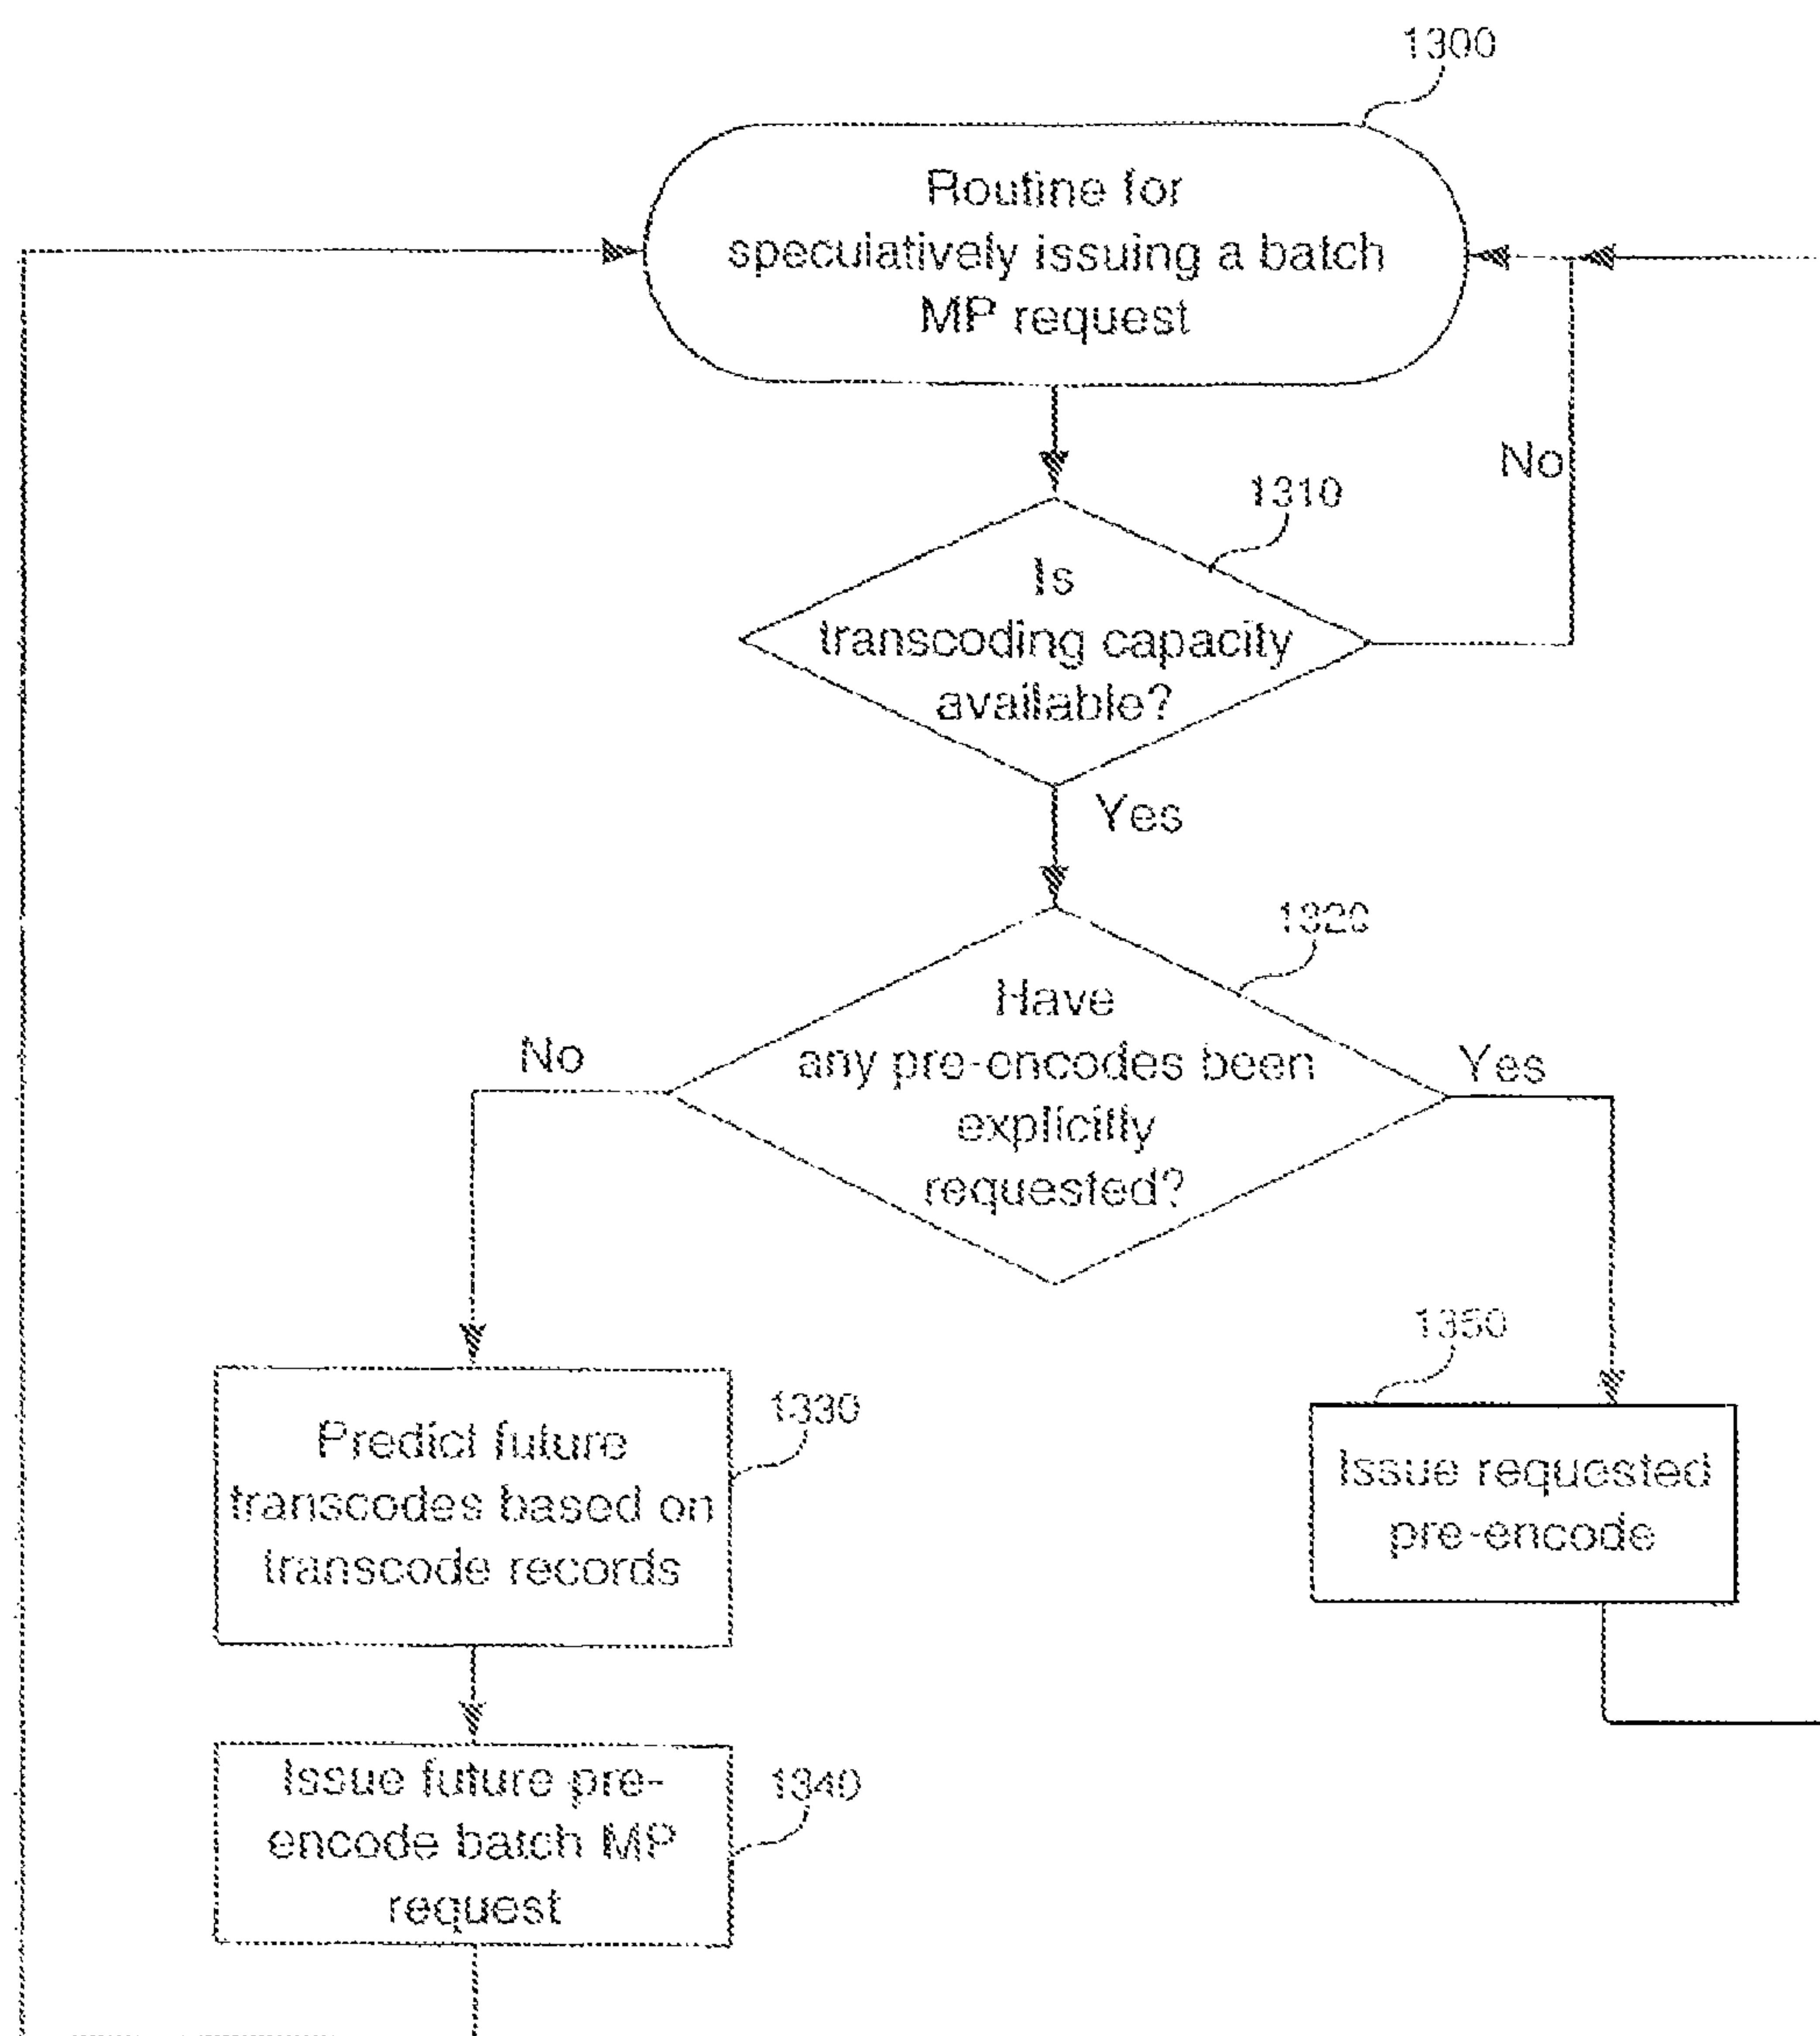 1300
Routine for
speculatively issuing a batch
MP request
No
1310
Is
transcoding capacity
available?
Yes
1320
Have
any pre-encodes been
explicitly
requested?
No
Yes
1350
1330
Predict future
transcodes based on
transcode records
Issue requested
pre-encode
1340
Issue future pre-
encode batch MP
request